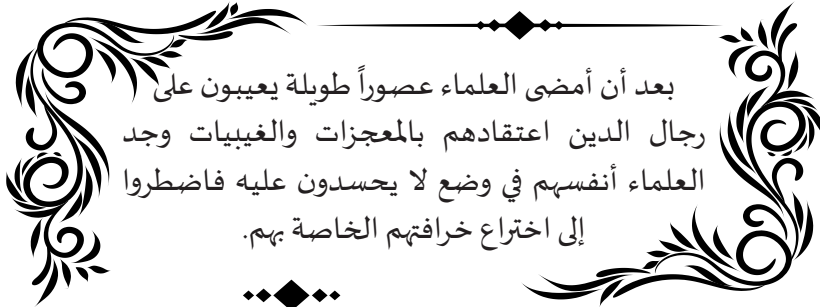 بعد أن أمضى العلماء عصوراً طويلة يعيبون على
رجال الدين اعتقادهم بالمعجزات والغيبيات وجد
العلماء أنفسهم في وضع لا يحسدون عليه فاضطروا
إلى اختراع خرافتهم الخاصة بهم.